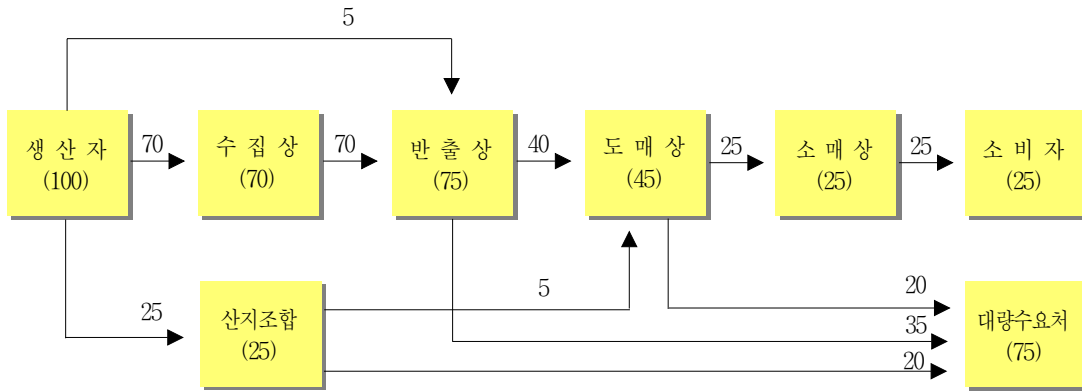 5
생 산 자
(100)
70
수 집 상
(70)
70
반 출 상
(75)
40
도 매 상
(45)
25
소 매 상
(25)
25
소 비 자
(25)
25
산지조합
(25)
5
20
35
20
대량수요처
(75)